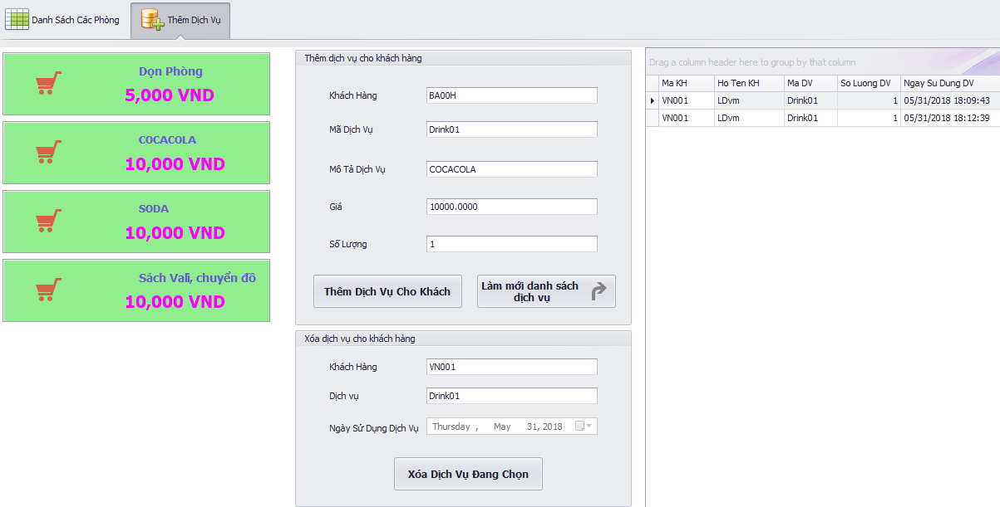 Danh Sách Các Phòng
Thêm Dịch Vụ
Dọn Phòng
5,000 VND
COCACOLA
10,000 VND
SODA
10,000 VND
Sách Vali, chuyển đồ
10,000 VND
Thêm dịch vụ cho khách hàng
Khách Hàng BA00H
Mã Dịch Vụ Drink01
Mô Tả Dịch Vụ COCACOLA
Giá 10000.0000
Số Lượng 1
Thêm Dịch Vụ Cho Khách
Làm mới danh sách
dịch vụ
Xóa dịch vụ cho khách hàng
Khách Hàng VN001
Dịch vụ Drink01
Ngày Sử Dụng Dịch Vụ Thursday , May 31, 2018
Xóa Dịch Vụ Đang Chọn
Drag a column header here to group by that column
Ma KH Ho Ten KH Ma DV So Luong DV Ngay Su Dung DV
VN001 LDvm Drink01 1 05/31/2018 18:09:43
VN001 LDvm Drink01 1 05/31/2018 18:12:39